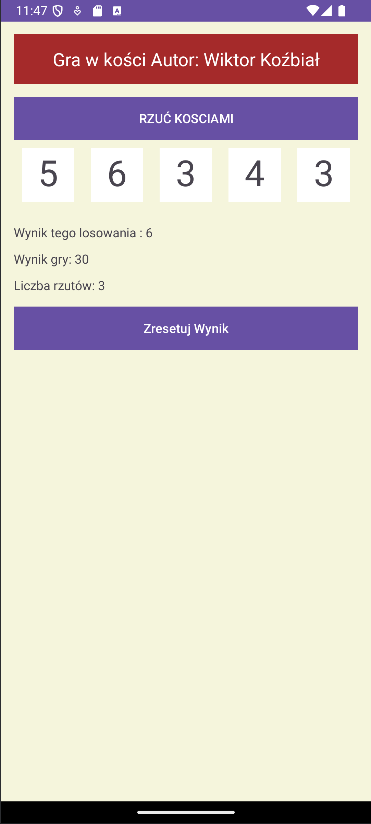 11:47
Gra w kości Autor: Wiktor Koźbiał
RZUĆ KOSCIAMI
5 6 3 4 3
Wynik tego losowania : 6
Wynik gry: 30
Liczba rzutów: 3
Zresetuj Wynik